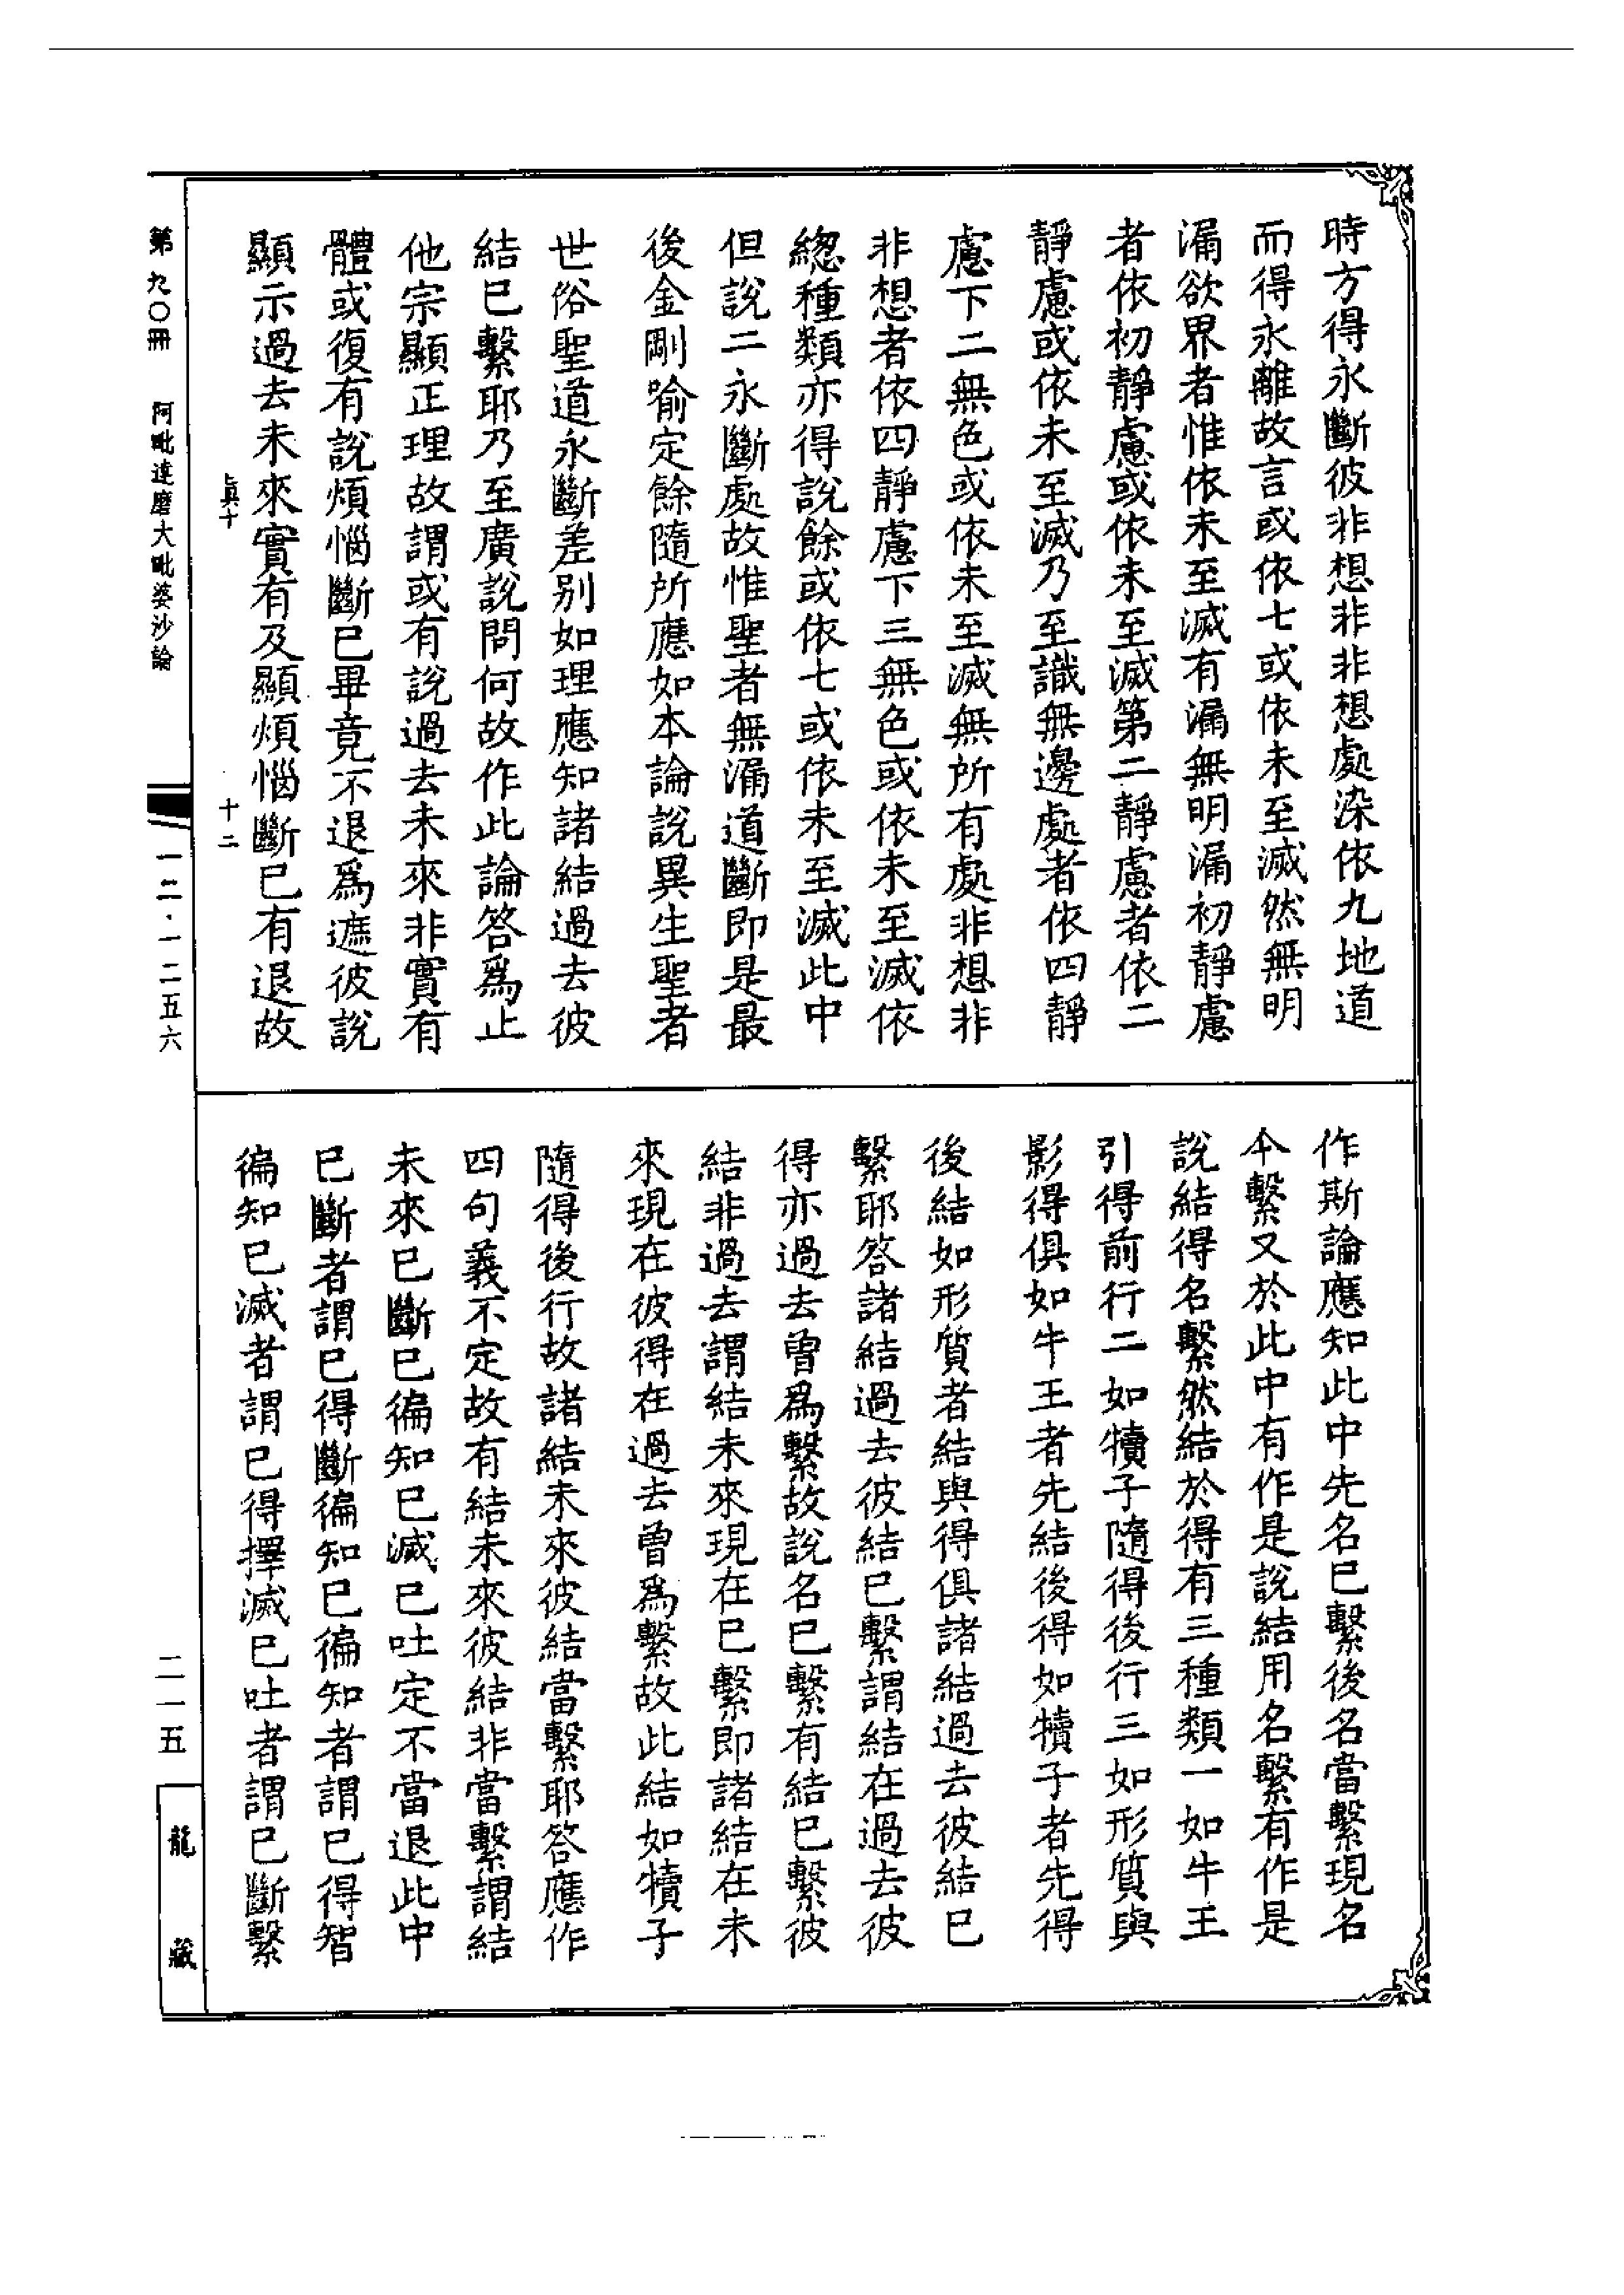 時方得永斷彼非想非非想處染依九地道
而得永離故言或依七或依未至滅然無明
漏欲界者惟依未至滅有漏無明漏初靜慮
者依初靜慮或依未至滅第二靜慮者依二
靜慮或依未至滅乃至識無邊處者依四靜
慮下二無色或依未至滅無所有處非想非
非想者依四靜慮下三無色或依未至滅依
緫種類亦得說餘或依七或依未至滅此中
但說二永斷處故惟聖者無漏道斷即是最
後金剛喻定餘隨所應如本論說異生聖者
世俗聖道永斷差別如理應知諸結過去彼
結已繫耶乃至廣說問何故作此論答爲止
他宗顯正理故謂或有說過去未來非實有
體或復有說煩惱斷已畢竟不退爲遮彼說
顯示過去未來實有及顯煩惱斷已有退故
眞十 十二
作斯論應知此中先名已繫後名當繫現名
今繫又於此中有作是說結用名繫有作是
說結得名繫然結於得有三種類一如牛王
引得前行二如犢子隨得後行三如形質與
影得俱如牛王者先結後得如犢子者先得
後結如形質者結與得俱諸結過去彼結已
繫耶答諸結過去彼結已繫謂結在過去彼
得亦過去曾爲繫故說名已繫有結已繫彼
結非過去謂結未來現在已繫即諸結在未
來現在彼得在過去曾爲繫故此結如犢子
隨得後行故諸結未來彼結當繫耶答應作
四句義不定故有結未來彼結非當繫謂結
未來已斷已徧知已滅已吐定不當退此中
已斷者謂已得斷徧知已徧知者謂已得智
徧知已滅者謂已得擇滅已吐者謂已斷繫
第九〇冊 阿毗達磨大毗婆沙論
一二·一二五六
二一五
龍藏